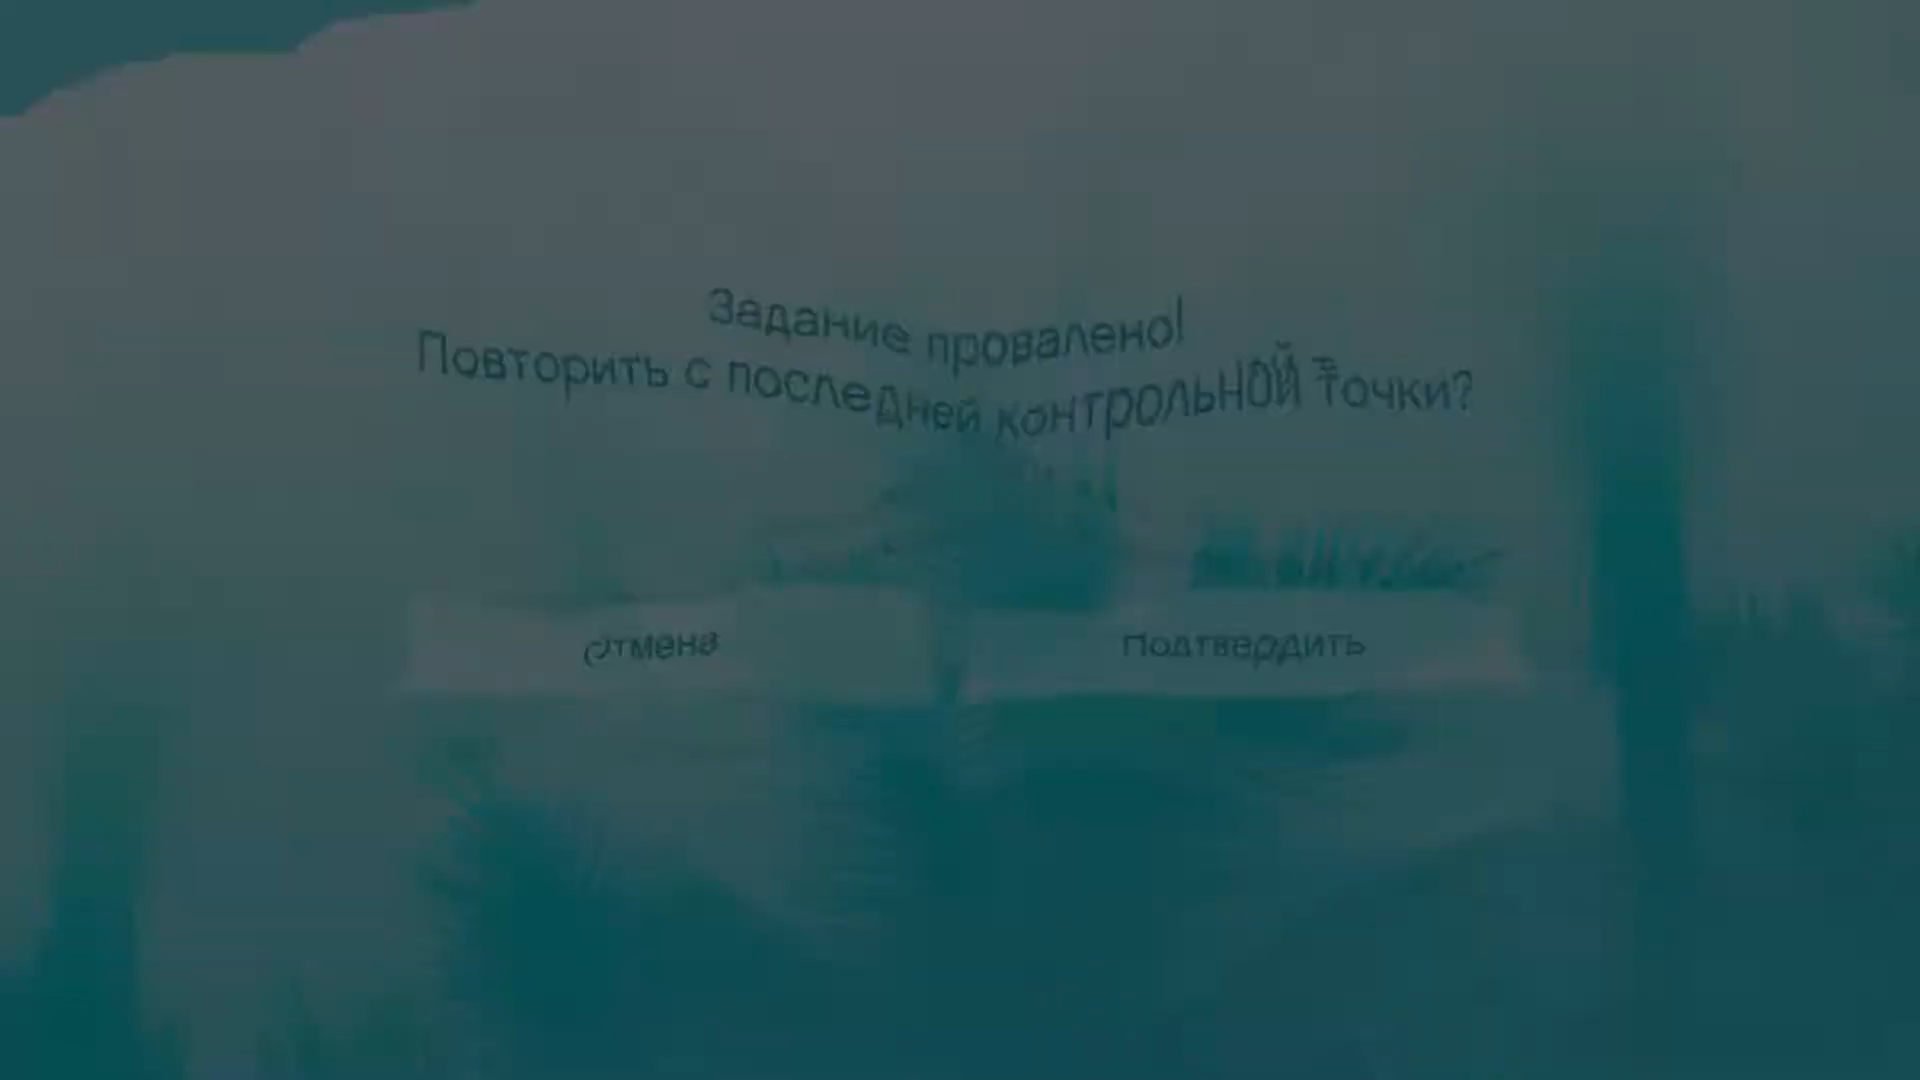 Задание провалено!
Повторить с последней контрольной точки?
Отмена
Подтвердить